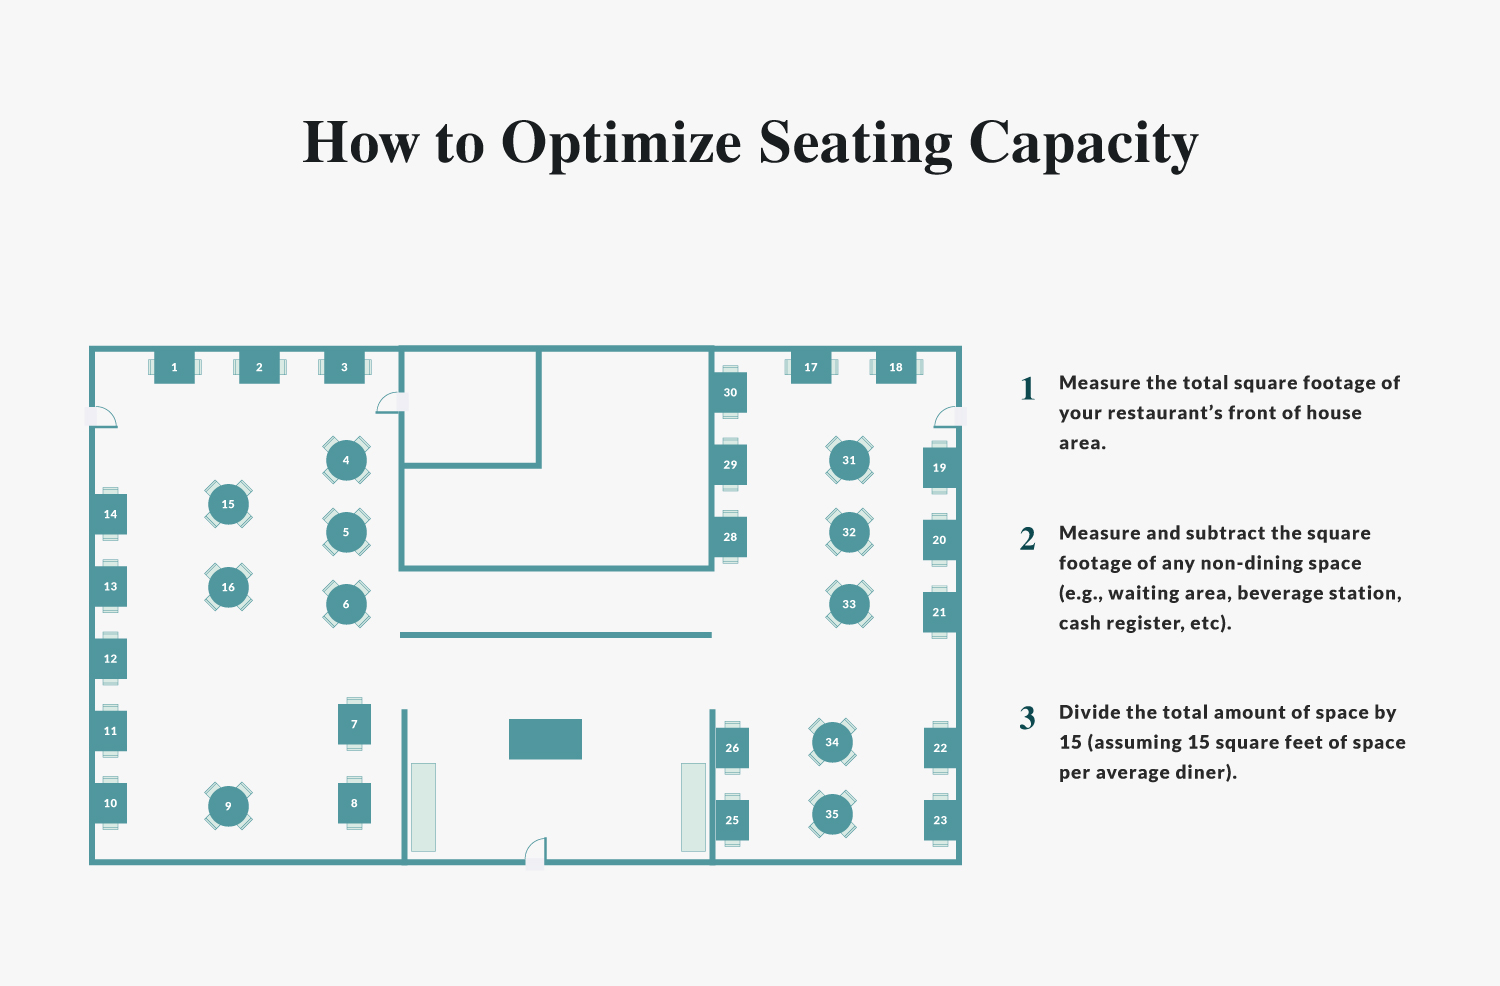 How to Optimize Seating Capacity
1 2 3 17 18
30
4 31
29 19
14 15 5 32
28 20
13 16 6 33
21
12
11 7 26 34 22
10 9 8 25 35 23
1 Measure the total square footage of
your restaurant’s front of house
area.
2 Measure and subtract the square
footage of any non-dining space
(e.g., waiting area, beverage station,
cash register, etc).
3 Divide the total amount of space by
15 (assuming 15 square feet of space
per average diner).